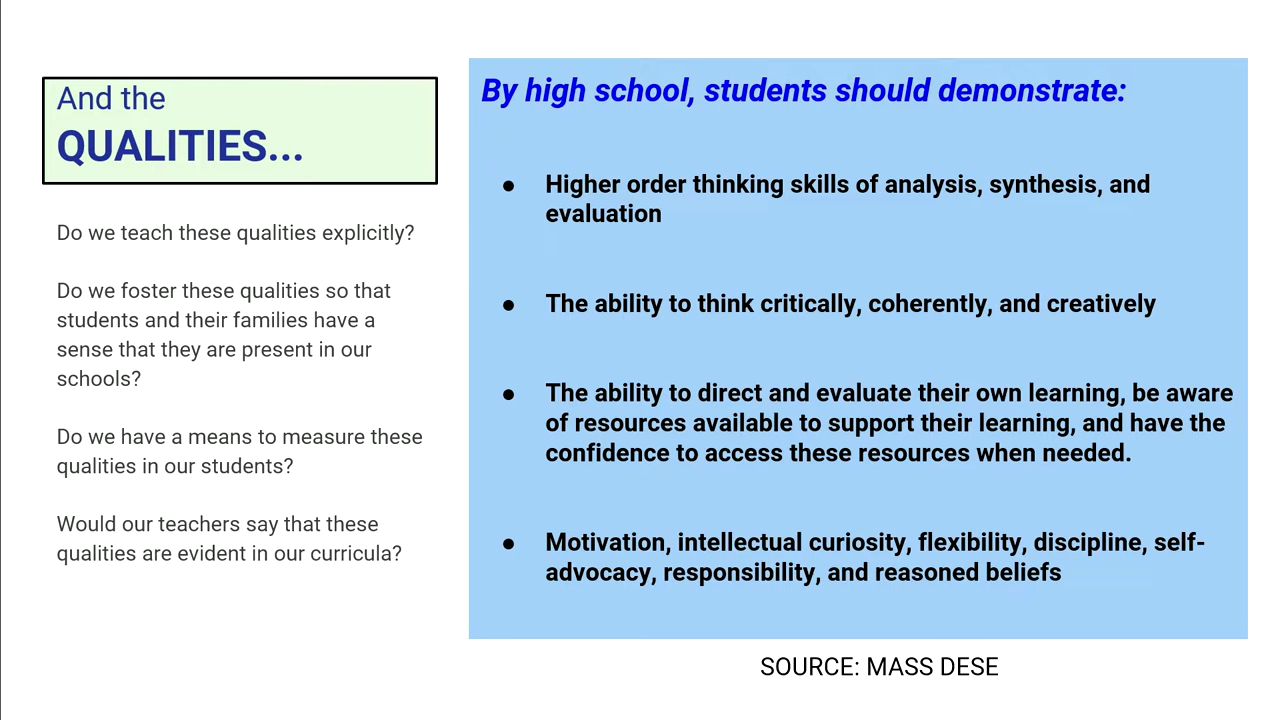 And the
QUALITIES...
Do we teach these qualities explicitly?
Do we foster these qualities so that
students and their families have a
sense that they are present in our
schools?
Do we have a means to measure these
qualities in our students?
Would our teachers say that these
qualities are evident in our curricula?
By high school, students should demonstrate:
● Higher order thinking skills of analysis, synthesis, and
evaluation
● The ability to think critically, coherently, and creatively
● The ability to direct and evaluate their own learning, be aware
of resources available to support their learning, and have the
confidence to access these resources when needed.
● Motivation, intellectual curiosity, flexibility, discipline, self-
advocacy, responsibility, and reasoned beliefs
SOURCE: MASS DESE